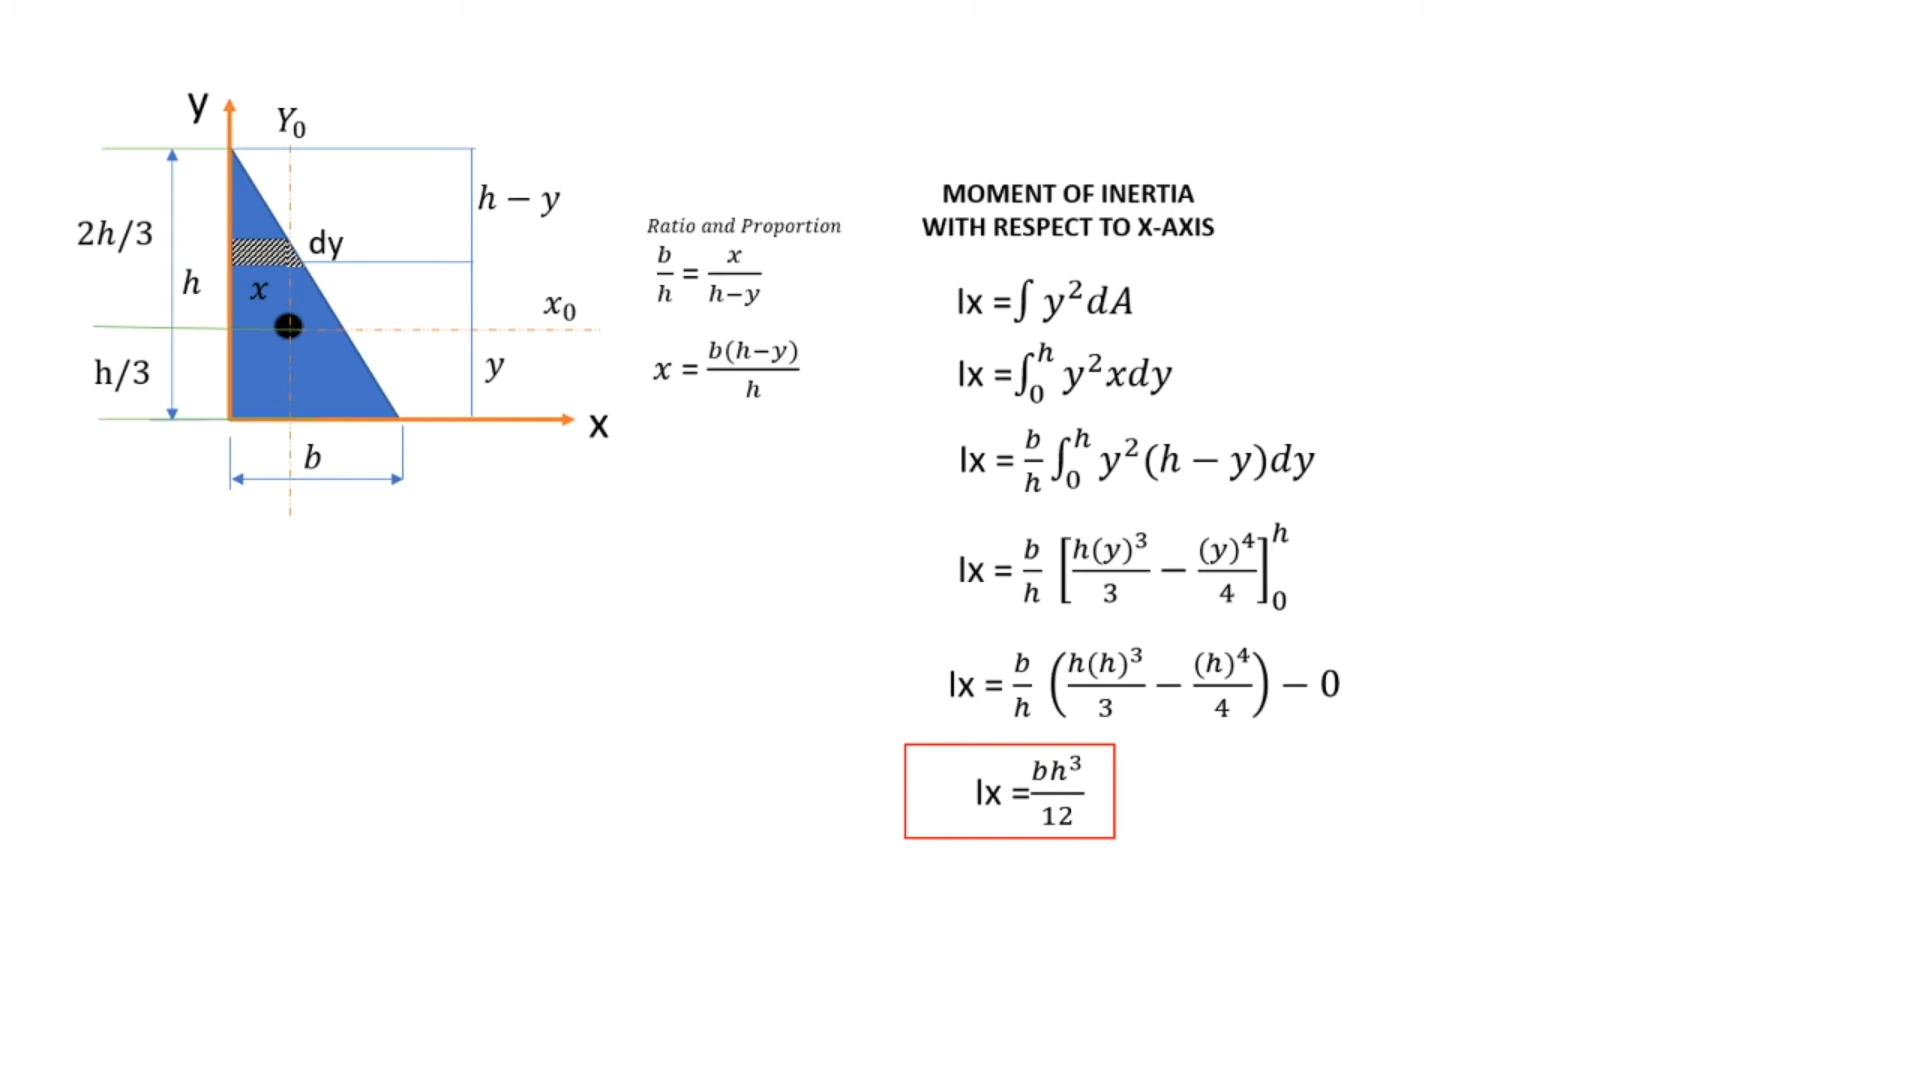 y
Y₀
h − y
2h/3
dy
h
x
x₀
h/3
y
x
b
Ratio and Proportion
b/h = x/(h−y)
x = b(h−y)/h
MOMENT OF INERTIA
WITH RESPECT TO X-AXIS
Ix =∫ y²dA
Ix =∫₀ʰ y²xdy
Ix = b/h ∫₀ʰ y²(h − y)dy
Ix = b/h [h(y)³/3 − (y)⁴/4]₀ʰ
Ix = b/h (h(h)³/3 − (h)⁴/4) − 0
Ix = bh³/12